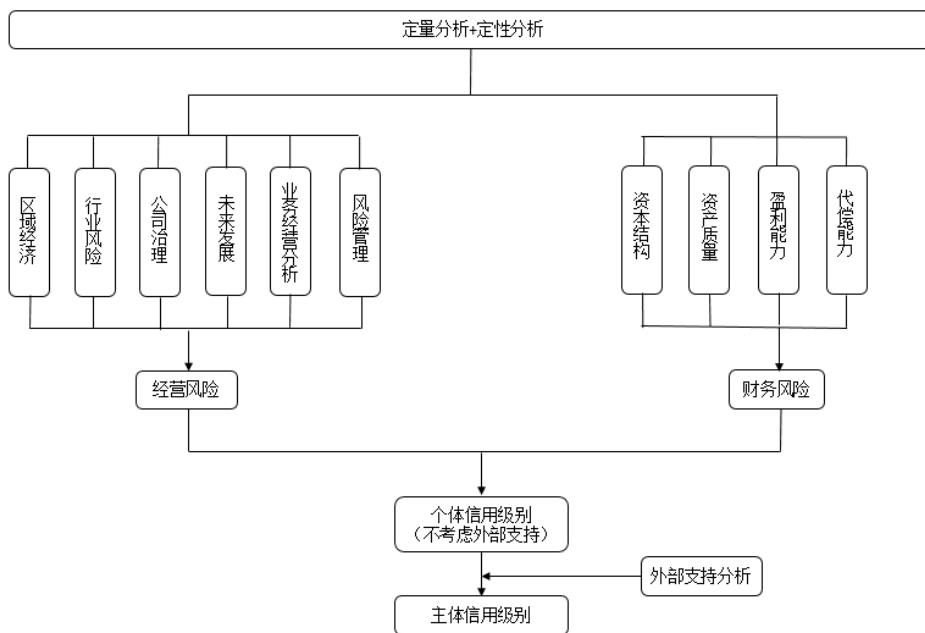 定量分析+定性分析
区域经济
行业风险
公司治理
未来发展
业务经营分析
风险管理
资本结构
资产质量
盈利能力
代偿能力
经营风险
财务风险
个体信用级别
（不考虑外部支持）
外部支持分析
主体信用级别